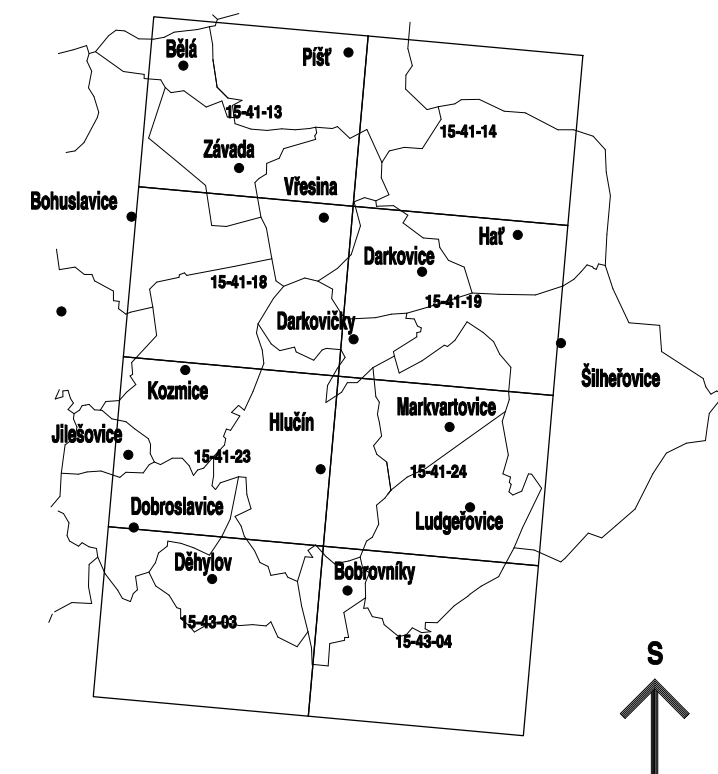 Bělá
Píšť
15-41-13
15-41-14
Závada
Vřesina
Bohuslavice
Hať
Darkovice
15-41-18
15-41-19
Darkovičky
Šilheřovice
Kozmice
Markvartovice
Hlučín
Jilešovice
15-41-23
15-41-24
Dobroslavice
Ludgeřovice
Děhylov
Bobrovníky
15-43-03
15-43-04
S